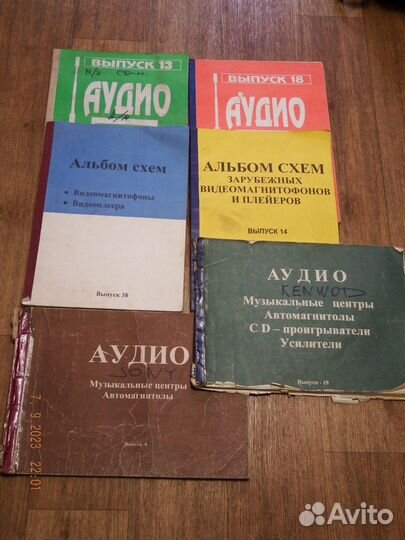 ВЫПУСК 13
АУДИО
ВЫПУСК 18
АУДИО
Альбом схем
• Видеомагнитофоны
• Видеоплеера
Выпуск 38
АЛЬБОМ СХЕМ
ЗАРУБЕЖНЫХ
ВИДЕОМАГНИТОФОНОВ
И ПЛЕЙЕРОВ
ВЫПУСК 14
АУДИО
KENWOD
Музыкальные центры
Автомагнитолы
CD – проигрыватели
Усилители
Выпуск - 19
АУДИО
SONY
Музыкальные центры
Автомагнитолы
7. 9.2023 22:01
Avito